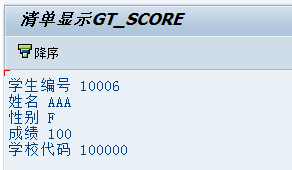 清单显示GT_SCORE
降序
学生编号 10006
姓名 AAA
性别 F
成绩 100
学校代码 100000